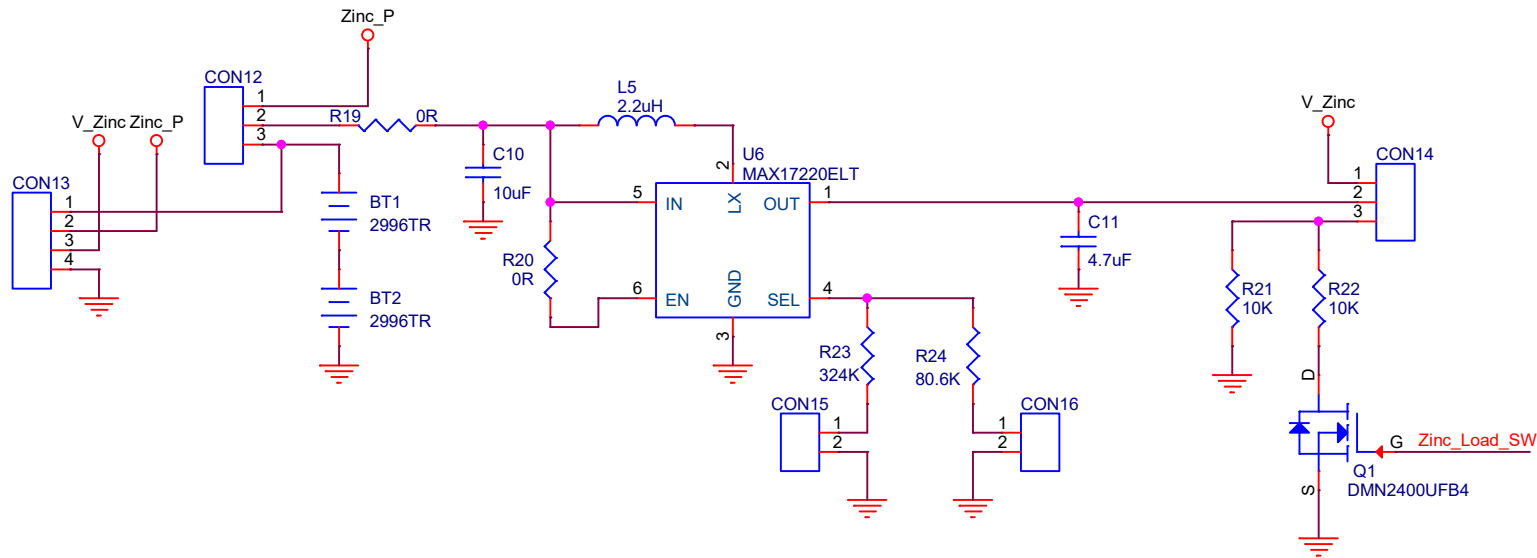 Zinc_P
CON12
1
2
3
R19
0R
V_Zinc
Zinc_P
CON13
1
2
3
4
BT1
2996TR
BT2
2996TR
C10
10uF
L5
2.2uH
R20
0R
U6
MAX17220ELT
2
LX
5
IN
OUT
1
6
EN
GND
SEL
4
3
R23
324K
R24
80.6K
CON15
1
2
CON16
1
2
C11
4.7uF
V_Zinc
CON14
1
2
3
R21
10K
R22
10K
D
G
Zinc_Load_SW
Q1
DMN2400UFB4
S